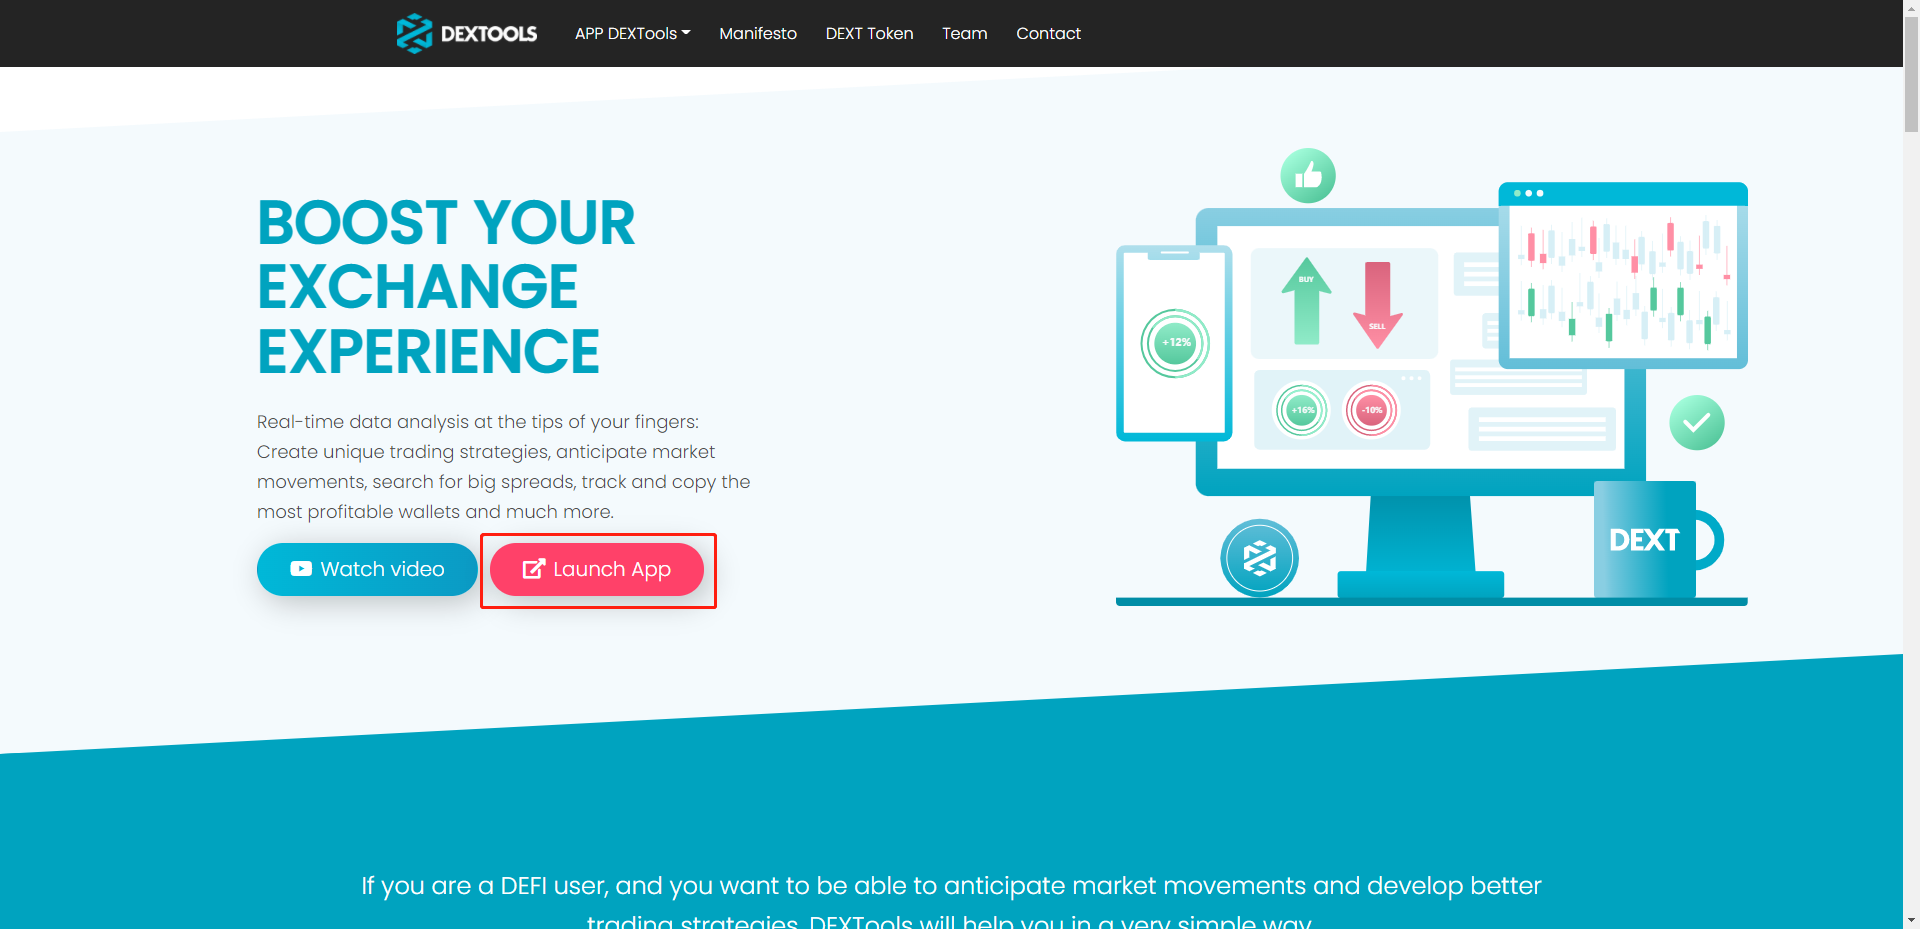 DEXTOOLS
APP DEXTools Manifesto DEXT Token Team Contact
BOOST YOUR
EXCHANGE
EXPERIENCE
Real-time data analysis at the tips of your fingers:
Create unique trading strategies, anticipate market
movements, search for big spreads, track and copy the
most profitable wallets and much more.
Watch video Launch App
BUY
SELL
+12%
+16% -10%
DEXT
If you are a DEFI user, and you want to be able to anticipate market movements and develop better
trading strategies, DEXTools will help you in a very simple way